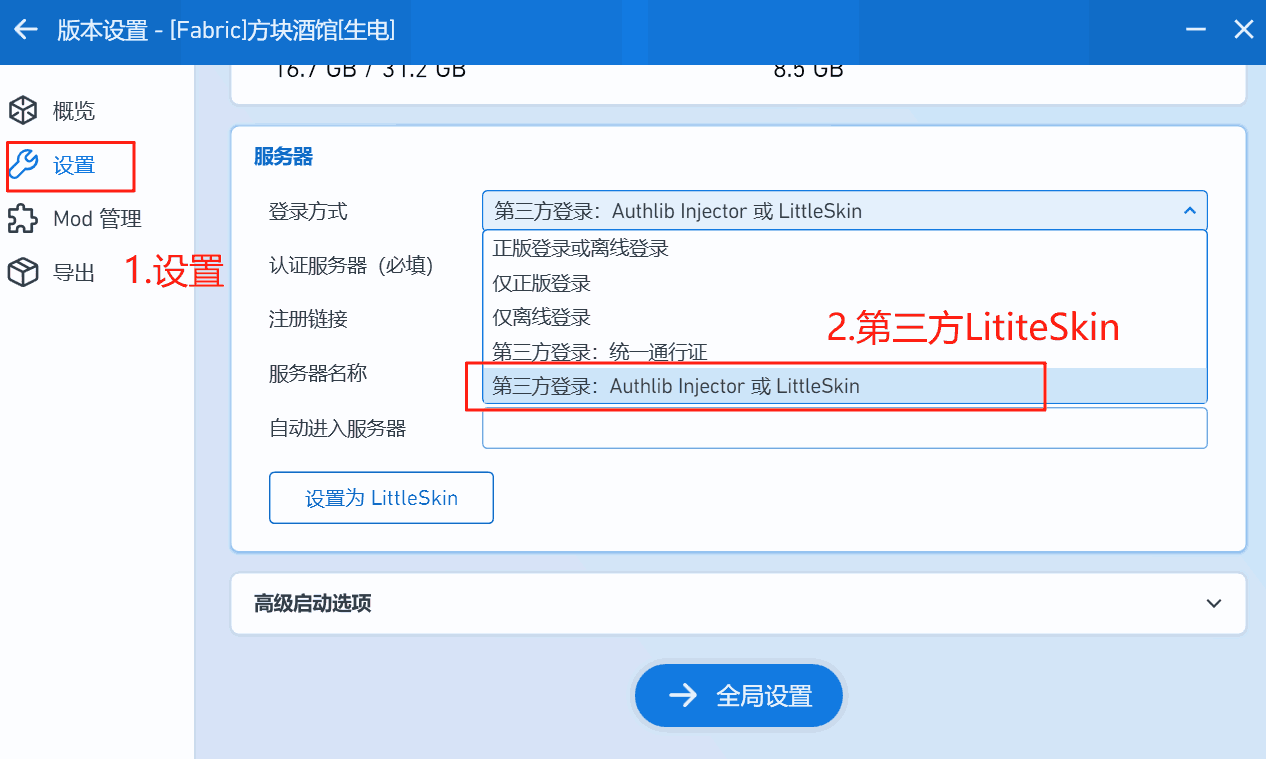 版本设置 - [Fabric]方块酒馆[生电]
16.7 GB / 31.2 GB
8.5 GB
概览
设置
Mod 管理
导出
1.设置
服务器
登录方式
第三方登录：Authlib Injector 或 LittleSkin
正版登录或离线登录
认证服务器（必填）
仅正版登录
注册链接
仅离线登录
2.第三方LititeSkin
第三方登录：统一通行证
服务器名称
第三方登录：Authlib Injector 或 LittleSkin
自动进入服务器
设置为 LittleSkin
高级启动选项
全局设置